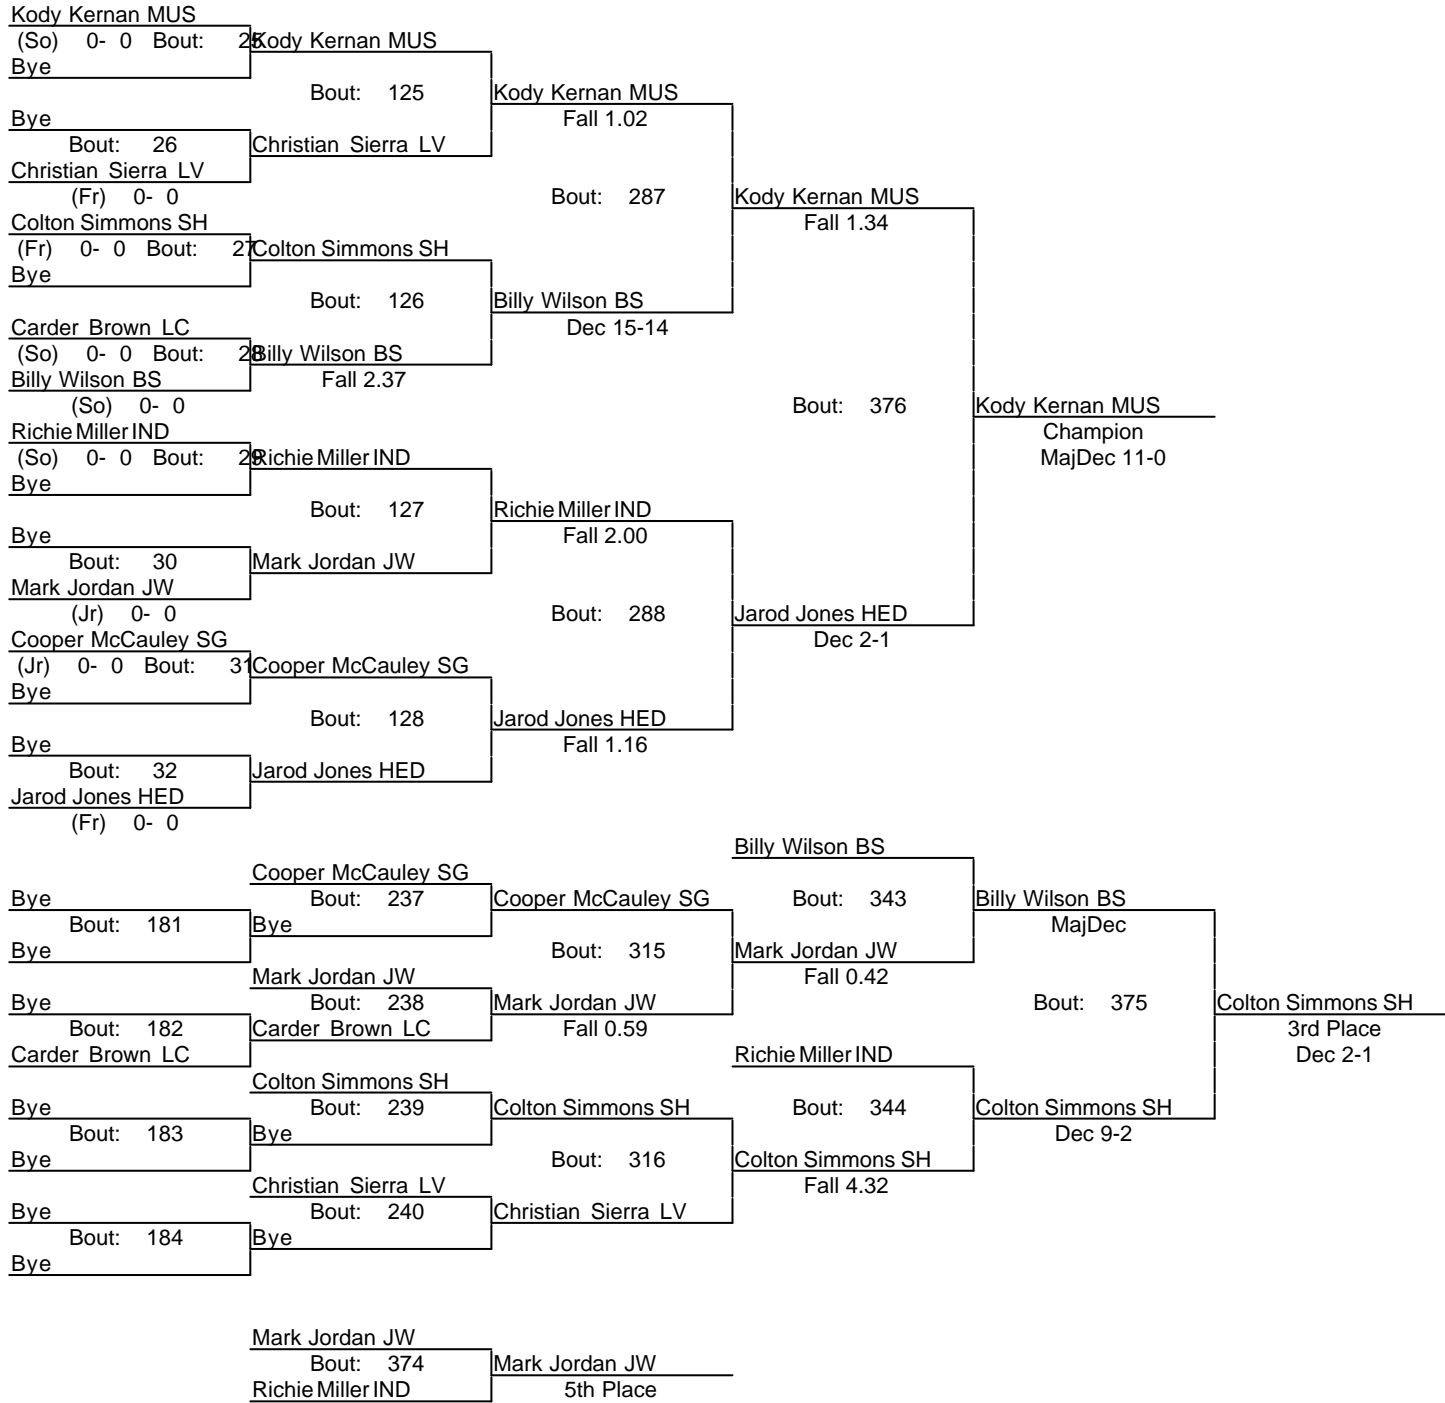 Kody Kernan MUS
(So) 0- 0 Bout: 25 Kody Kernan MUS
Bye
Bout: 125 Kody Kernan MUS
Bye Fall 1.02
Bout: 26 Christian Sierra LV
Christian Sierra LV
(Fr) 0- 0 Bout: 287 Kody Kernan MUS
Colton Simmons SH Fall 1.34
(Fr) 0- 0 Bout: 27 Colton Simmons SH
Bye
Bout: 126 Billy Wilson BS
Carder Brown LC Dec 15-14
(So) 0- 0 Bout: 28 Billy Wilson BS
Billy Wilson BS Fall 2.37
(So) 0- 0 Bout: 376 Kody Kernan MUS
Richie Miller IND Champion
(So) 0- 0 Bout: 29 Richie Miller IND MajDec 11-0
Bye
Bout: 127 Richie Miller IND
Bye Fall 2.00
Bout: 30 Mark Jordan JW
Mark Jordan JW
(Jr) 0- 0 Bout: 288 Jarod Jones HED
Cooper McCauley SG Dec 2-1
(Jr) 0- 0 Bout: 31 Cooper McCauley SG
Bye
Bout: 128 Jarod Jones HED
Bye Fall 1.16
Bout: 32 Jarod Jones HED
Jarod Jones HED
(Fr) 0- 0
Billy Wilson BS
Cooper McCauley SG
Bye Bout: 237 Cooper McCauley SG Bout: 343 Billy Wilson BS
Bout: 181 Bye MajDec
Bye Bout: 315 Mark Jordan JW
Mark Jordan JW Fall 0.42
Bye Bout: 238 Mark Jordan JW Bout: 375 Colton Simmons SH
Bout: 182 Carder Brown LC Fall 0.59 3rd Place
Carder Brown LC Richie Miller IND Dec 2-1
Colton Simmons SH
Bye Bout: 239 Colton Simmons SH Bout: 344 Colton Simmons SH
Bout: 183 Bye Dec 9-2
Bye Bout: 316 Colton Simmons SH
Christian Sierra LV Fall 4.32
Bye Bout: 240 Christian Sierra LV
Bout: 184 Bye
Bye
Mark Jordan JW
Bout: 374 Mark Jordan JW
Richie Miller IND 5th Place